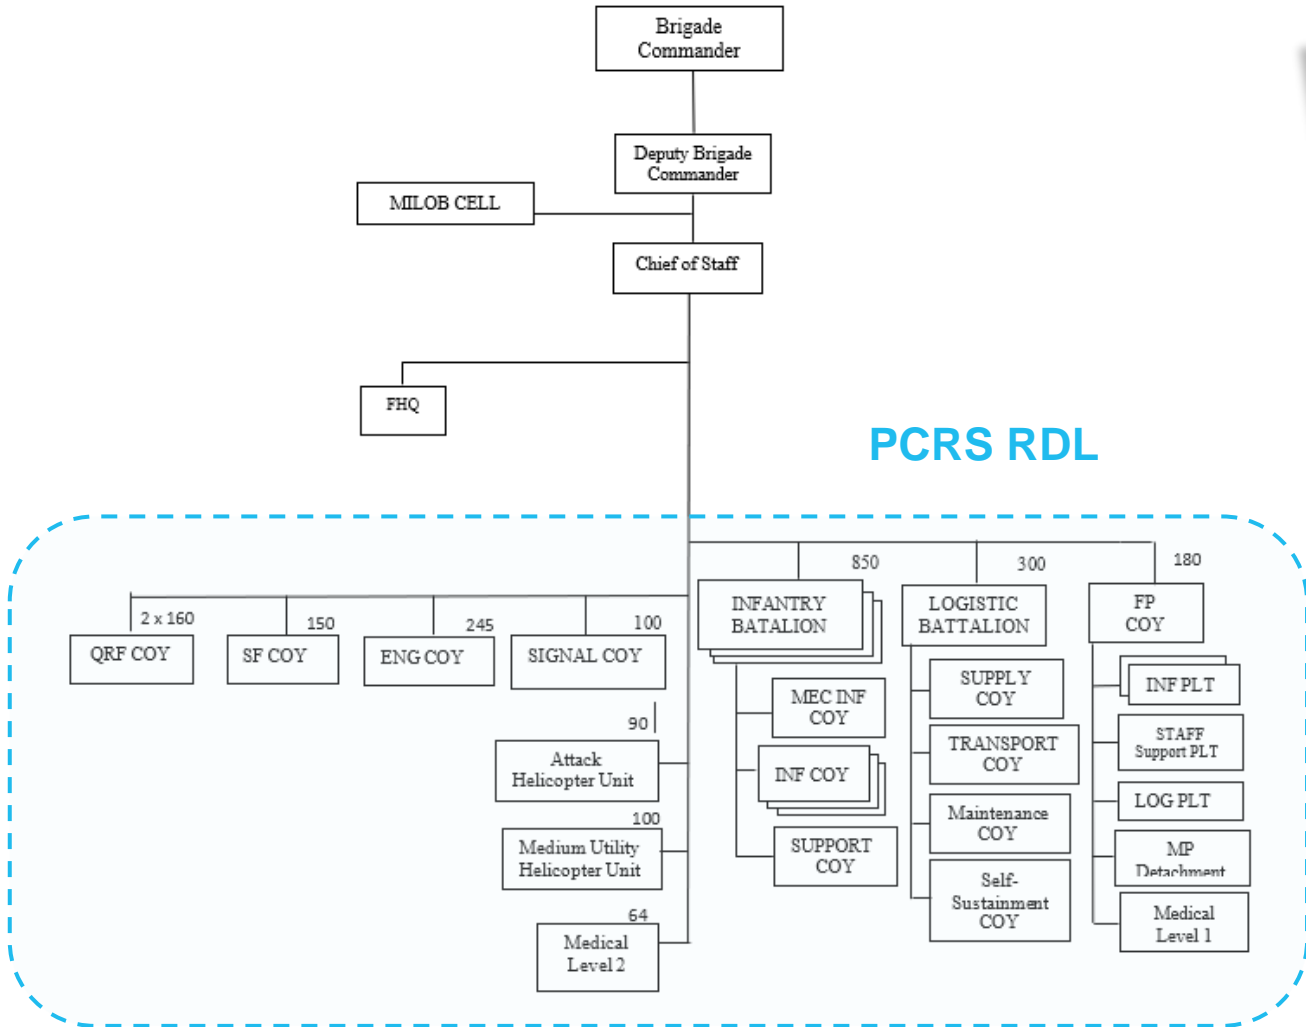 Brigade
Commander
Deputy Brigade
Commander
MILOB CELL
Chief of Staff
FHQ
PCRS RDL
850
300
180
2 x 160
150
245
100
QRF COY
SF COY
ENG COY
SIGNAL COY
INFANTRY
BATALION
LOGISTIC
BATTALION
FP
COY
90
Attack
Helicopter Unit
100
Medium Utility
Helicopter Unit
64
Medical
Level 2
MEC INF
COY
INF COY
SUPPORT
COY
SUPPLY
COY
TRANSPORT
COY
Maintenance
COY
Self-
Sustainment
COY
INF PLT
STAFF
Support PLT
LOG PLT
MP
Detachment
Medical
Level 1